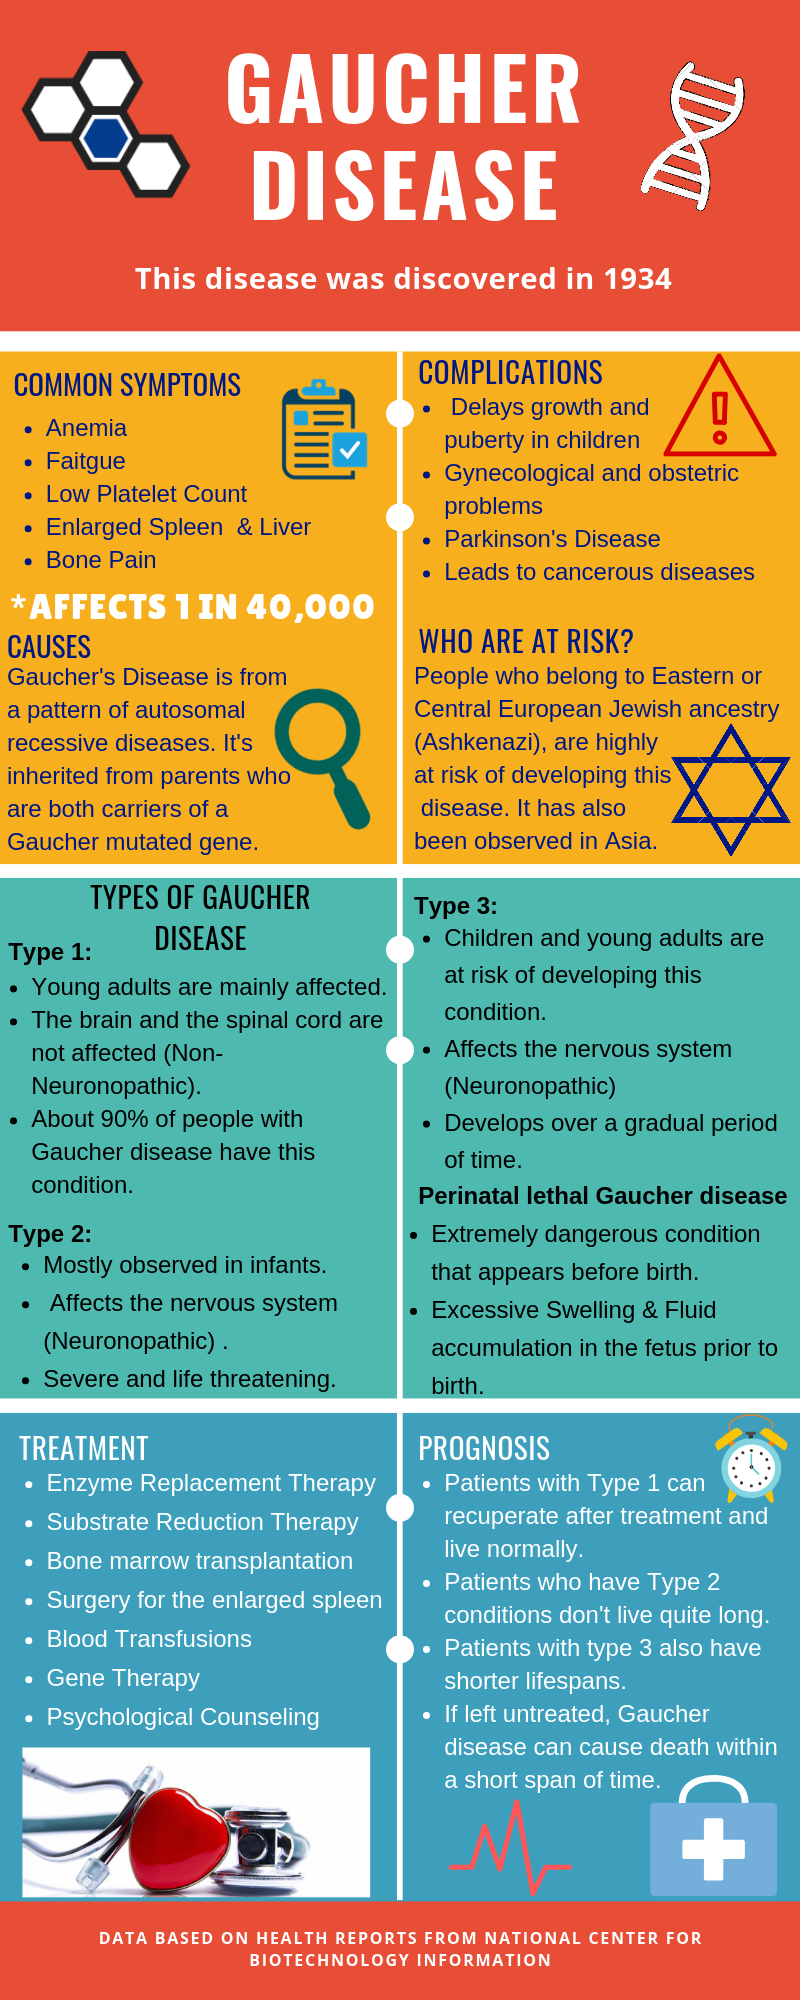 GAUCHER
DISEASE
This disease was discovered in 1934
COMMON SYMPTOMS
• Anemia
• Faitgue
• Low Platelet Count
• Enlarged Spleen  & Liver
• Bone Pain
*AFFECTS 1 IN 40,000
CAUSES
Gaucher's Disease is from
a pattern of autosomal
recessive diseases. It's
inherited from parents who
are both carriers of a
Gaucher mutated gene.
COMPLICATIONS
• Delays growth and
puberty in children
• Gynecological and obstetric
problems
• Parkinson's Disease
• Leads to cancerous diseases
WHO ARE AT RISK?
People who belong to Eastern or
Central European Jewish ancestry
(Ashkenazi), are highly
at risk of developing this
disease. It has also
been observed in Asia.
TYPES OF GAUCHER
DISEASE
Type 1:
• Young adults are mainly affected.
• The brain and the spinal cord are
not affected (Non-
Neuronopathic).
• About 90% of people with
Gaucher disease have this
condition.
Type 2:
• Mostly observed in infants.
• Affects the nervous system
(Neuronopathic) .
• Severe and life threatening.
Type 3:
• Children and young adults are
at risk of developing this
condition.
• Affects the nervous system
(Neuronopathic)
• Develops over a gradual period
of time.
Perinatal lethal Gaucher disease
• Extremely dangerous condition
that appears before birth.
• Excessive Swelling & Fluid
accumulation in the fetus prior to
birth.
TREATMENT
• Enzyme Replacement Therapy
• Substrate Reduction Therapy
• Bone marrow transplantation
• Surgery for the enlarged spleen
• Blood Transfusions
• Gene Therapy
• Psychological Counseling
PROGNOSIS
• Patients with Type 1 can
recuperate after treatment and
live normally.
• Patients who have Type 2
conditions don't live quite long.
• Patients with type 3 also have
shorter lifespans.
• If left untreated, Gaucher
disease can cause death within
a short span of time.
DATA BASED ON HEALTH REPORTS FROM NATIONAL CENTER FOR
BIOTECHNOLOGY INFORMATION